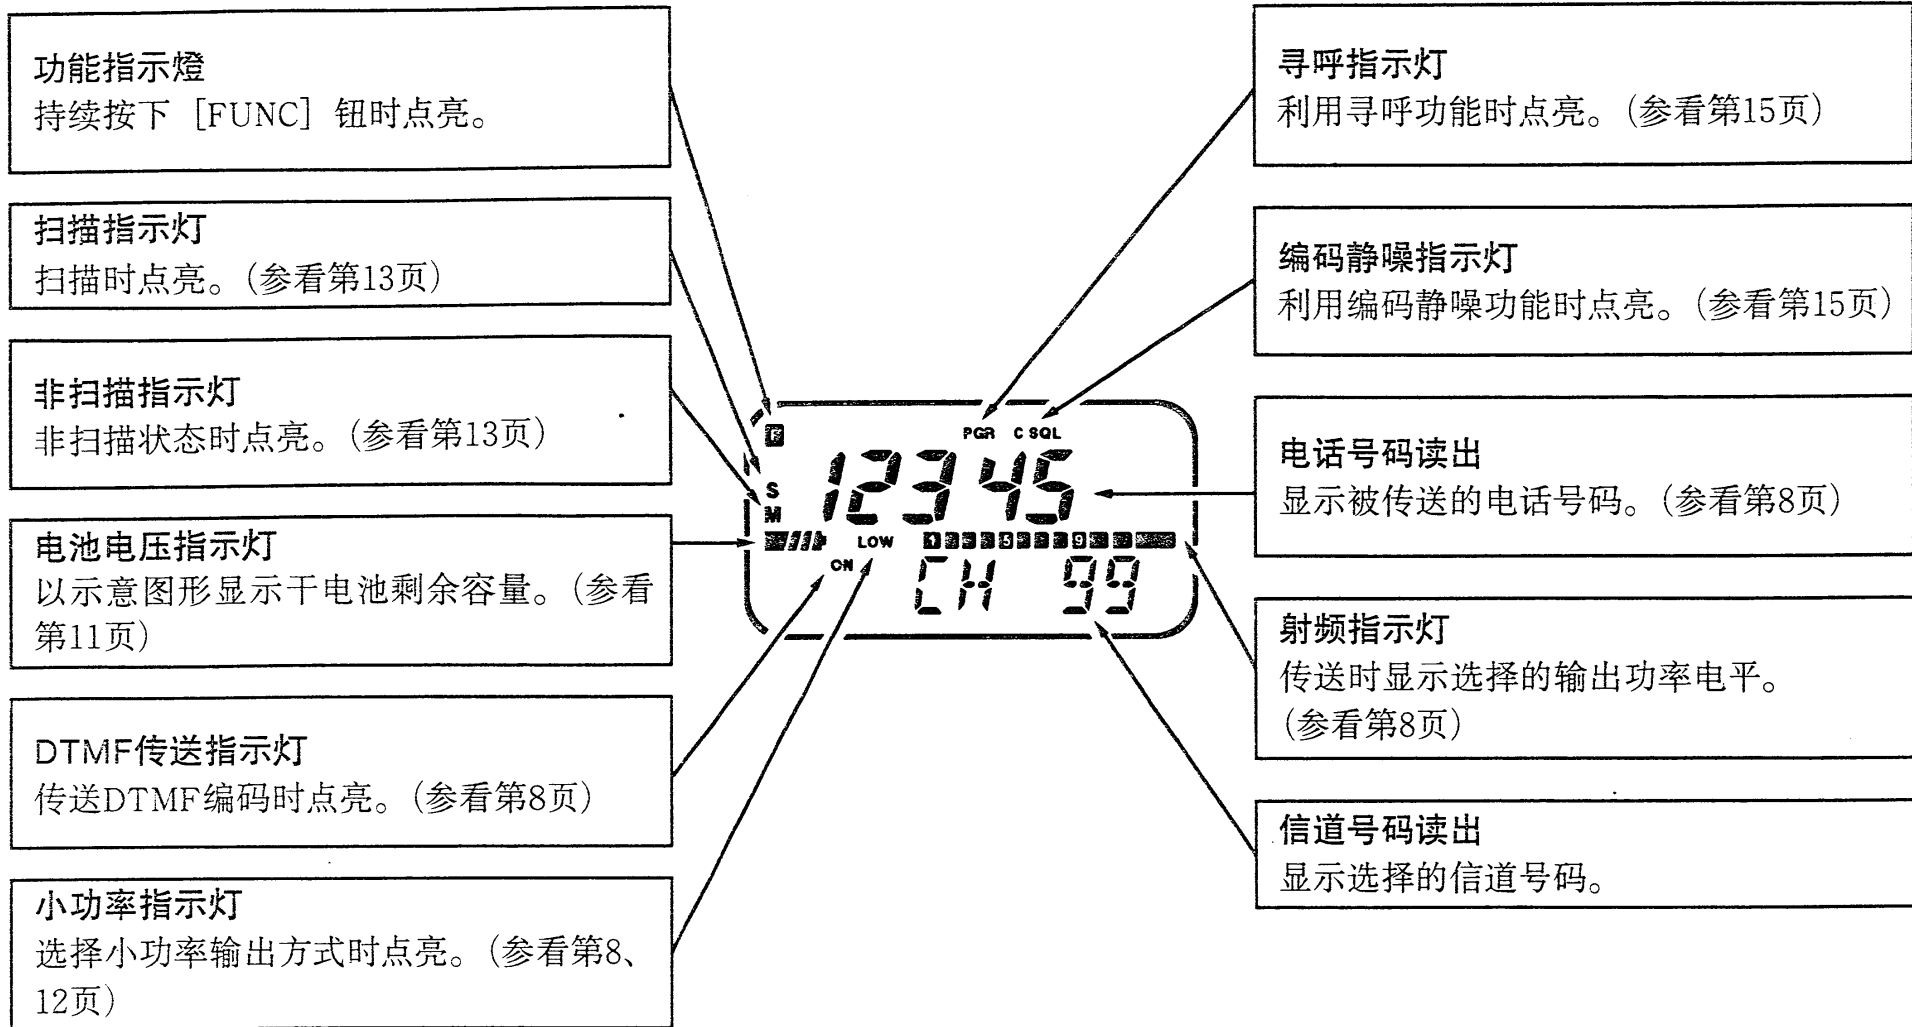 功能指示燈
持续按下 [FUNC] 钮时点亮。
扫描指示灯
扫描时点亮。(参看第13页)
非扫描指示灯
非扫描状态时点亮。(参看第13页)
电池电压指示灯
以示意图形显示干电池剩余容量。(参看
第11页)
DTMF传送指示灯
传送DTMF编码时点亮。(参看第8页)
小功率指示灯
选择小功率输出方式时点亮。(参看第8、
12页)
F
PGR C SQL
S
12345
M
LOW
1 5 9
ON
CH 99
寻呼指示灯
利用寻呼功能时点亮。(参看第15页)
编码静噪指示灯
利用编码静噪功能时点亮。(参看第15页)
电话号码读出
显示被传送的电话号码。(参看第8页)
射频指示灯
传送时显示选择的输出功率电平。
(参看第8页)
信道号码读出
显示选择的信道号码。